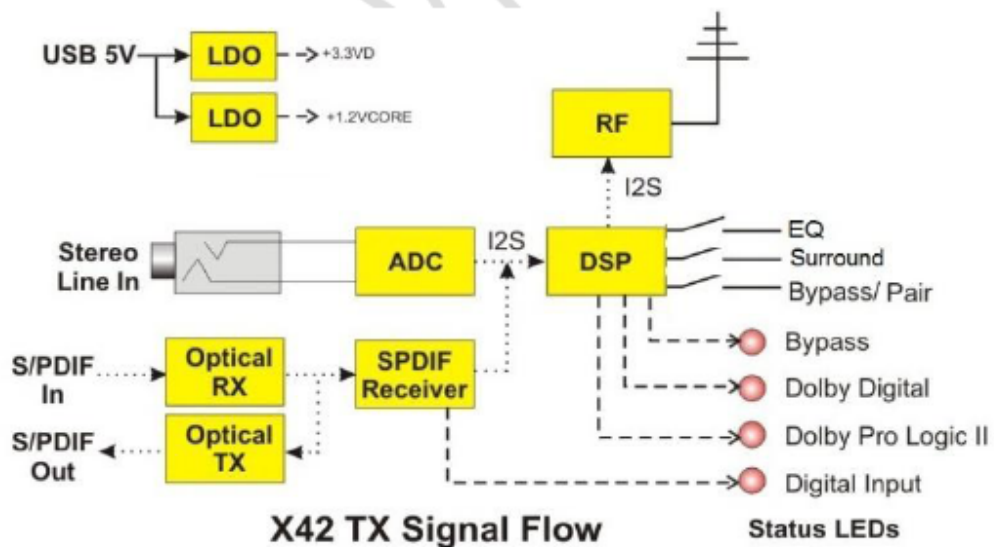 USB 5V
LDO
+3.3VD
LDO
+1.2VCORE
RF
I2S
Stereo
Line In
ADC
I2S
DSP
EQ
Surround
Bypass/ Pair
S/PDIF
In
Optical
RX
SPDIF
Receiver
S/PDIF
Out
Optical
TX
Bypass
Dolby Digital
Dolby Pro Logic II
Digital Input
X42 TX Signal Flow
Status LEDs